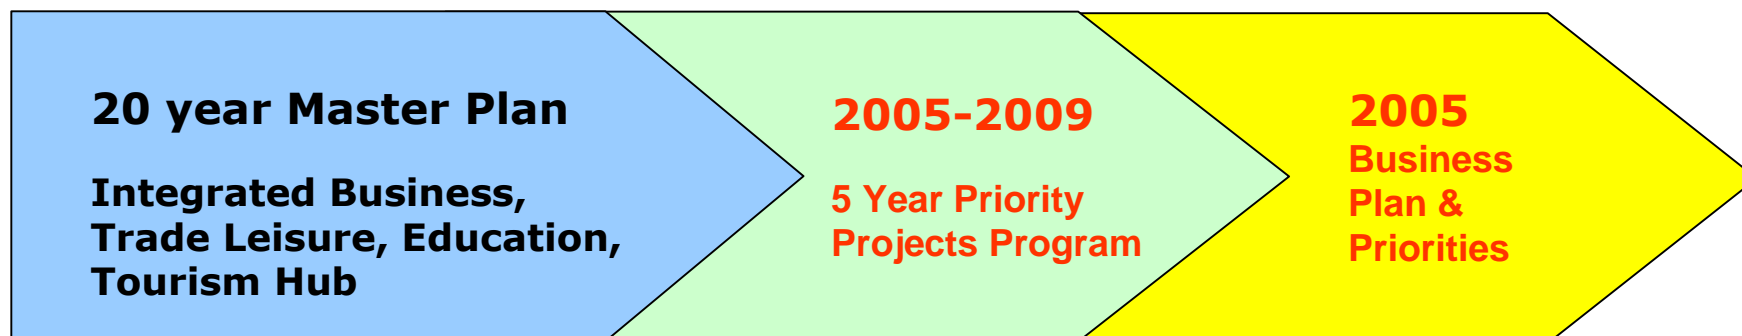 20 year Master Plan
Integrated Business,
Trade Leisure, Education,
Tourism Hub
2005-2009
5 Year Priority
Projects Program
2005
Business
Plan &
Priorities